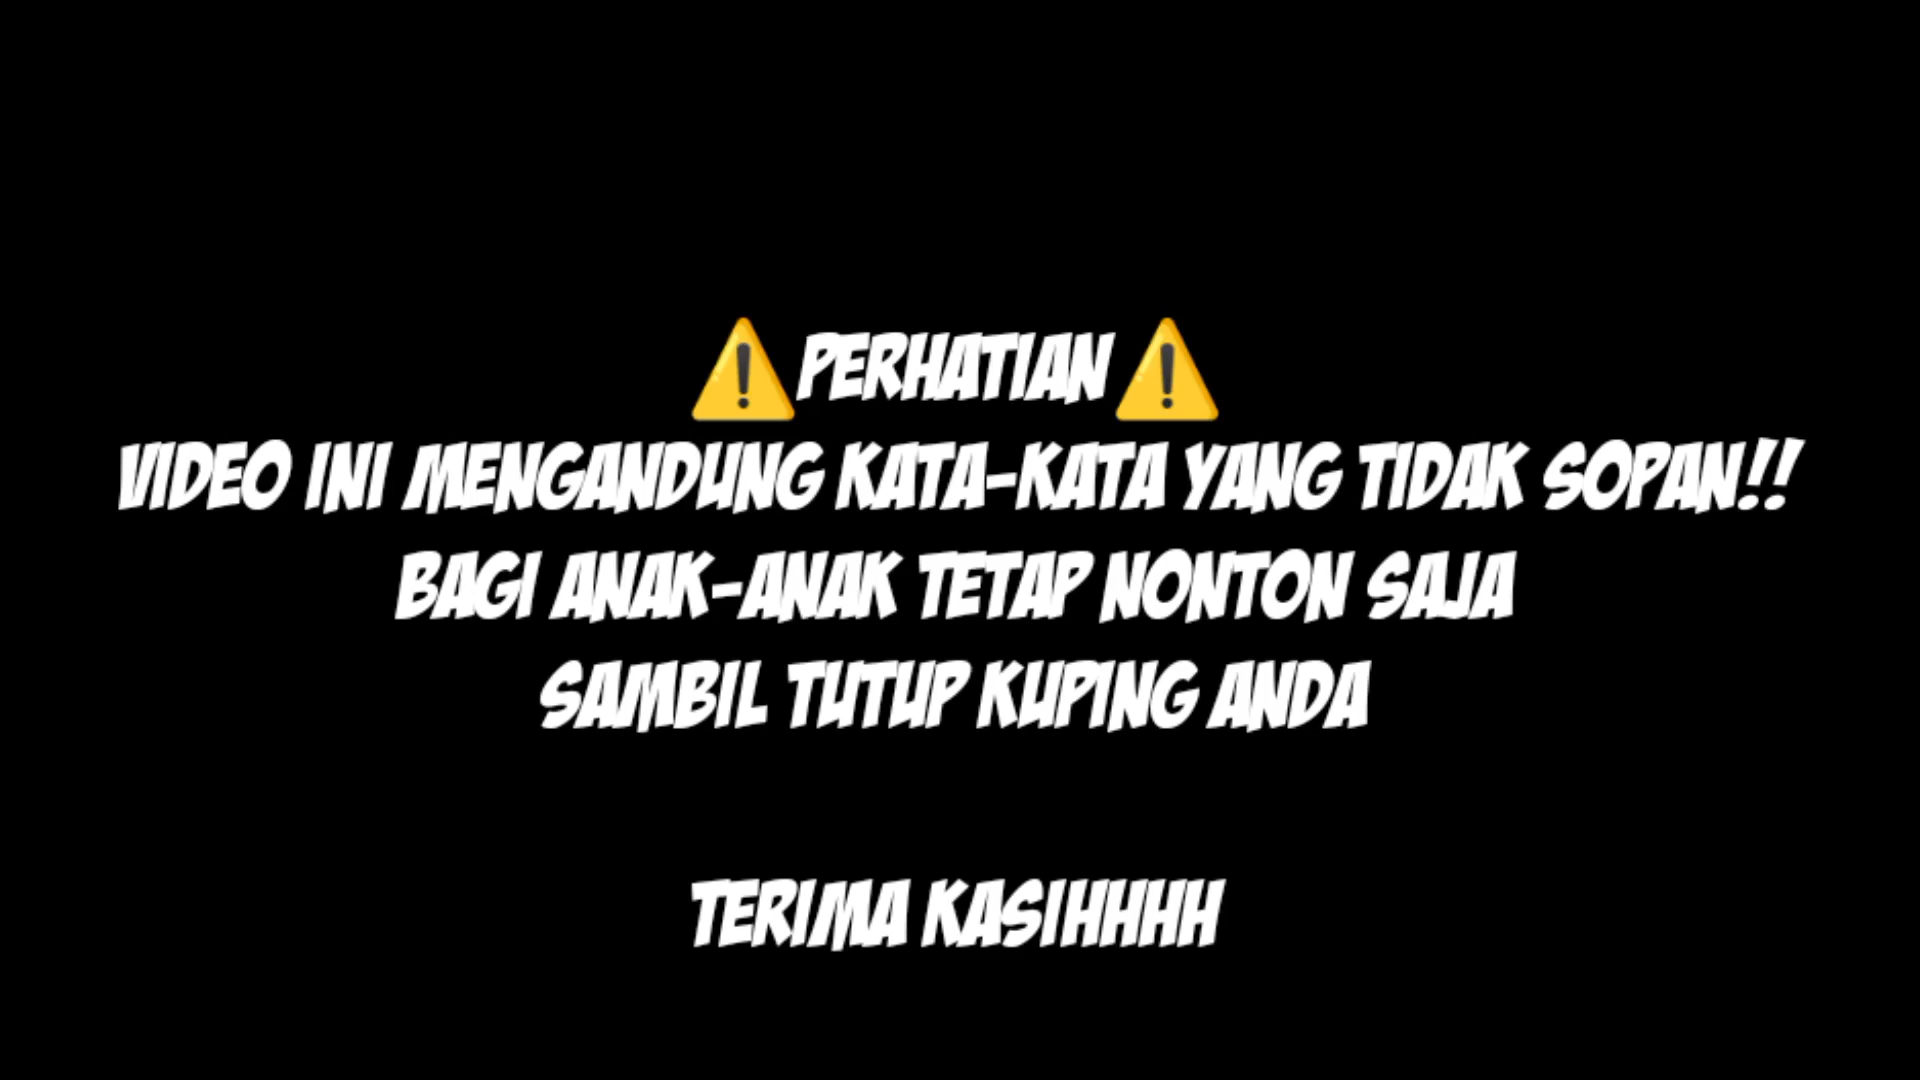 ⚠️PERHATIAN⚠️
VIDEO INI MENGANDUNG KATA-KATA YANG TIDAK SOPAN!!
BAGI ANAK-ANAK TETAP NONTON SAJA
SAMBIL TUTUP KUPING ANDA
TERIMA KASIHHHH